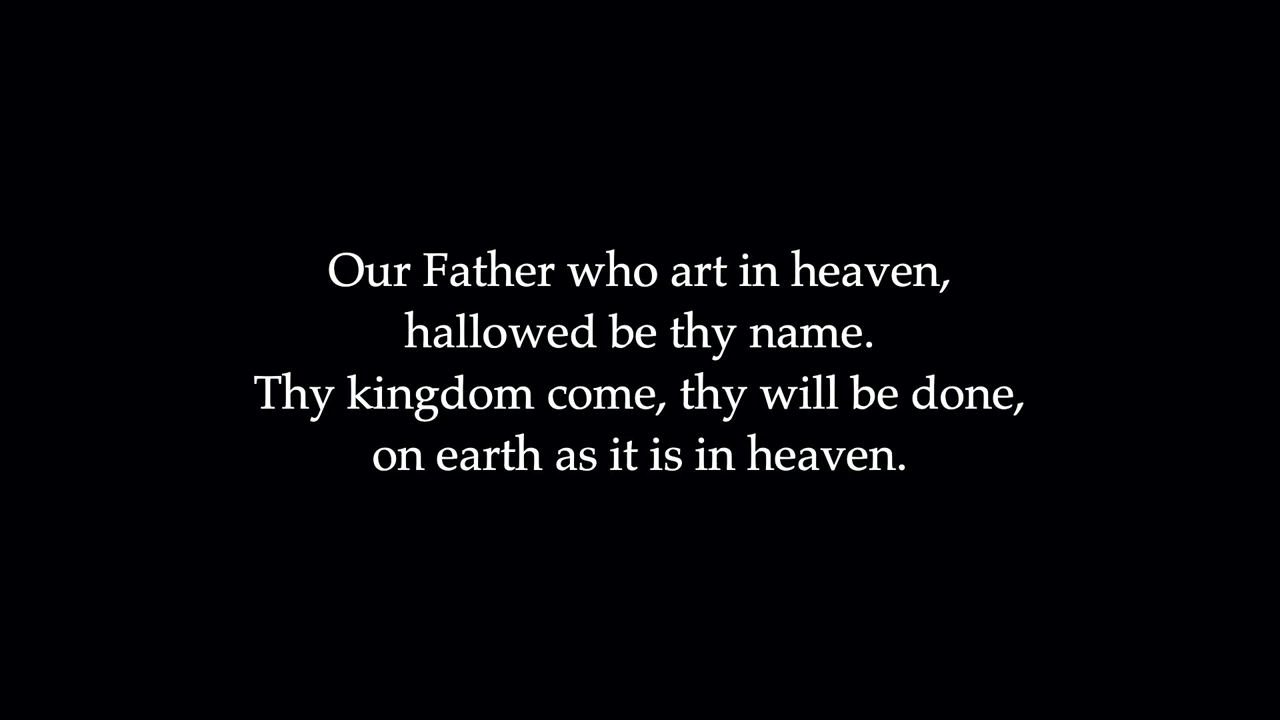 Our Father who art in heaven,
hallowed be thy name.
Thy kingdom come, thy will be done,
on earth as it is in heaven.